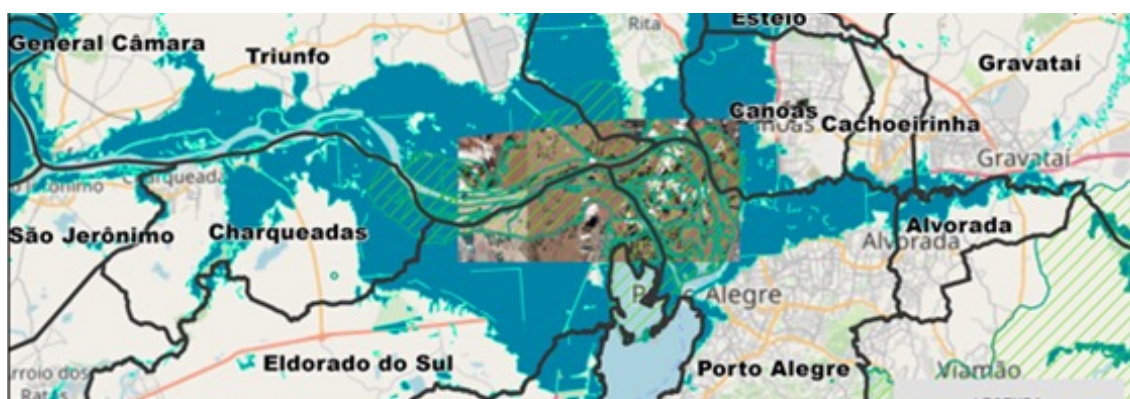 Esteio
Rita
General Câmara
Triunfo
Gravataí
Canoas
Cachoeirinha
Gravataí
Charqueadas
São Jerônimo
Charqueadas
Alvorada
Alvorada
Alegre
Eldorado do Sul
Porto Alegre
Viamão